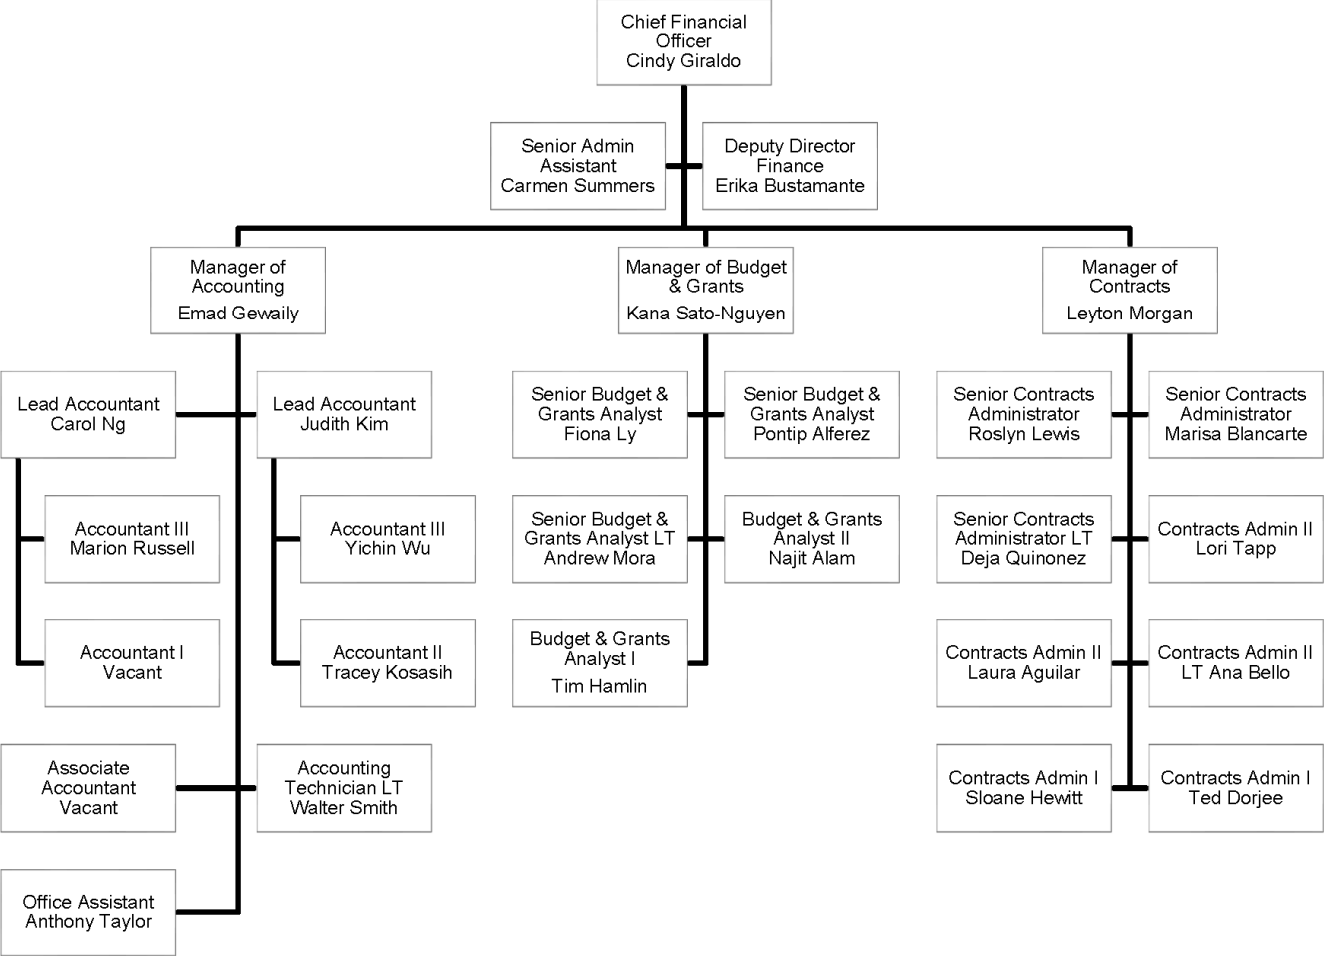 Chief Financial
Officer
Cindy Giraldo
Senior Admin
Assistant
Carmen Summers
Deputy Director
Finance
Erika Bustamante
Manager of
Accounting
Emad Gewaily
Manager of Budget
& Grants
Kana Sato-Nguyen
Manager of
Contracts
Leyton Morgan
Lead Accountant
Carol Ng
Lead Accountant
Judith Kim
Senior Budget &
Grants Analyst
Fiona Ly
Senior Budget &
Grants Analyst
Pontip Alferez
Senior Contracts
Administrator
Roslyn Lewis
Senior Contracts
Administrator
Marisa Blancarte
Accountant III
Marion Russell
Accountant III
Yichin Wu
Senior Budget &
Grants Analyst LT
Andrew Mora
Budget & Grants
Analyst II
Najit Alam
Senior Contracts
Administrator LT
Deja Quinonez
Contracts Admin II
Lori Tapp
Accountant I
Vacant
Accountant II
Tracey Kosasih
Budget & Grants
Analyst I
Tim Hamlin
Contracts Admin II
Laura Aguilar
Contracts Admin II
LT Ana Bello
Associate
Accountant
Vacant
Accounting
Technician LT
Walter Smith
Contracts Admin I
Sloane Hewitt
Contracts Admin I
Ted Dorjee
Office Assistant
Anthony Taylor